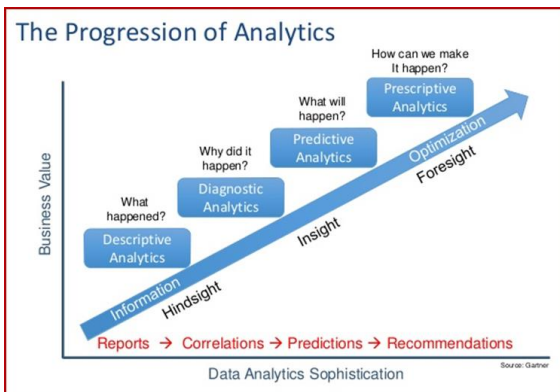 The Progression of Analytics
How can we make
It happen?
Prescriptive
Analytics
What will
happen?
Predictive
Analytics
Why did it
happen?
Diagnostic
Analytics
What
happened?
Descriptive
Analytics
Business Value
Information
Optimization
Hindsight
Insight
Foresight
Reports → Correlations → Predictions → Recommendations
Source: Gartner
Data Analytics Sophistication